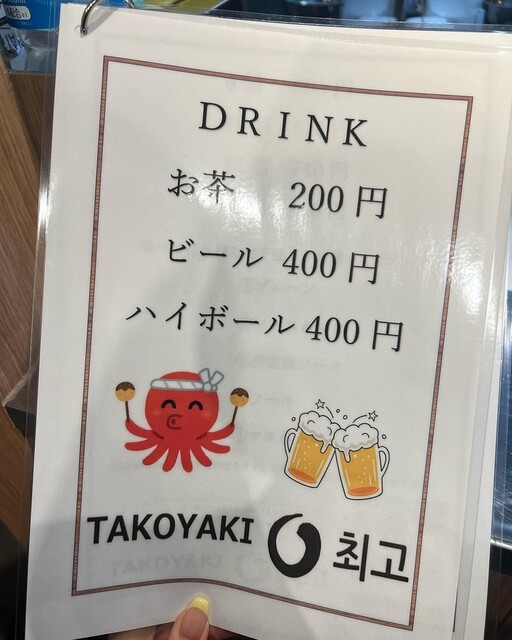 DRINK
お茶 200円
ビール 400円
ハイボール 400円
TAKOYAKI 최고